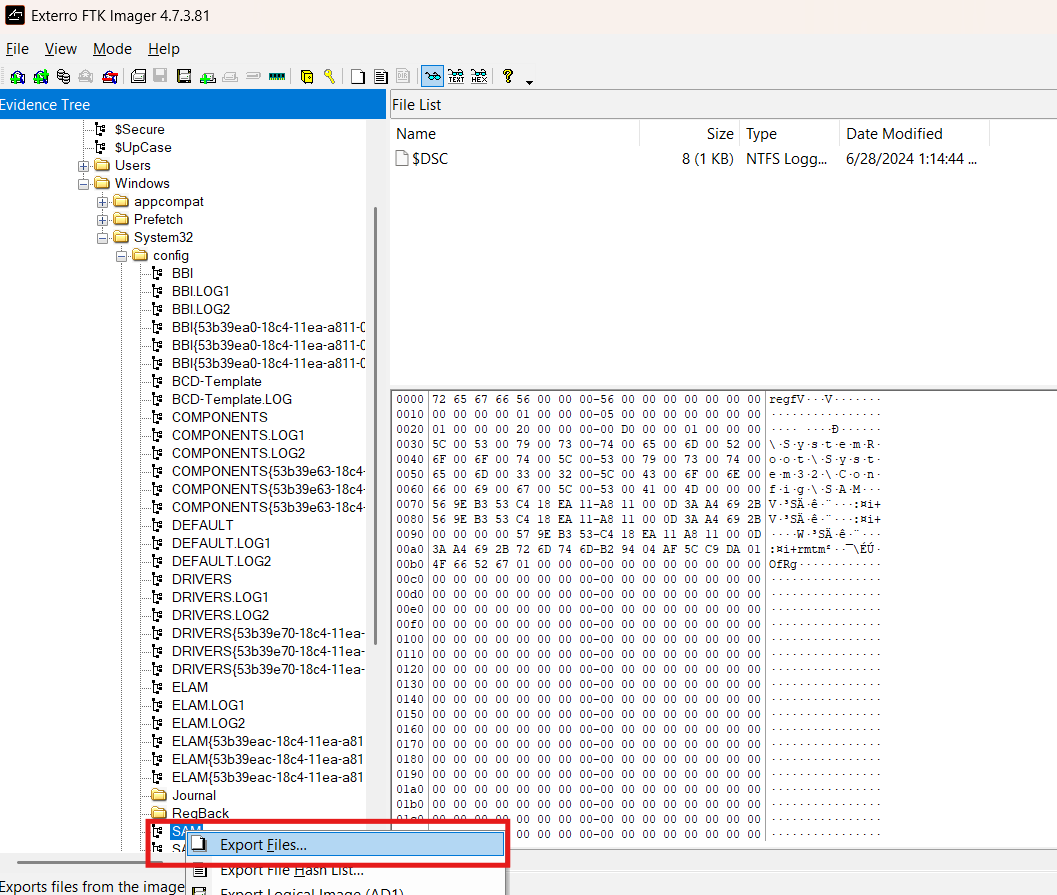 Exterro FTK Imager 4.7.3.81
File View Mode Help
Evidence Tree
$Secure
$UpCase
Users
Windows
appcompat
Prefetch
System32
config
BBI
BBI.LOG1
BBI.LOG2
BBI{53b39ea0-18c4-11ea-a811-0
BBI{53b39ea0-18c4-11ea-a811-0
BBI{53b39ea0-18c4-11ea-a811-0
BCD-Template
BCD-Template.LOG
COMPONENTS
COMPONENTS.LOG1
COMPONENTS.LOG2
COMPONENTS{53b39e63-18c4-
COMPONENTS{53b39e63-18c4-
COMPONENTS{53b39e63-18c4-
DEFAULT
DEFAULT.LOG1
DEFAULT.LOG2
DRIVERS
DRIVERS.LOG1
DRIVERS.LOG2
DRIVERS{53b39e70-18c4-11ea-
DRIVERS{53b39e70-18c4-11ea-
DRIVERS{53b39e70-18c4-11ea-
ELAM
ELAM.LOG1
ELAM.LOG2
ELAM{53b39eac-18c4-11ea-a81
ELAM{53b39eac-18c4-11ea-a81
ELAM{53b39eac-18c4-11ea-a81
Journal
RegBack
SAM
Export Files...
Export File Hash List...
Export Logical Image (AD1)
Exports files from the image
File List
Name Size Type Date Modified
$DSC 8 (1 KB) NTFS Logg... 6/28/2024 1:14:44 ...
0000 72 65 67 66 56 00 00 00-56 00 00 00 00 00 00 00 regfV···V·······
0010 00 00 00 00 01 00 00 00-05 00 00 00 00 00 00 00 ················
0020 01 00 00 00 20 00 00 00-D0 00 00 00 01 00 00 00 ···· ···Ð·······
0030 5C 00 53 00 79 00 73 00-74 00 65 00 6D 00 52 00 \·S·y·s·t·e·m·R·
0040 6F 00 6F 00 74 00 5C 00-53 00 79 00 73 00 74 00 o·o·t·\·S·y·s·t·
0050 65 00 6D 00 33 00 32 00-5C 00 43 00 6F 00 6E 00 e·m·3·2·\·C·o·n·
0060 66 00 69 00 67 00 5C 00-53 00 41 00 4D 00 00 00 f·i·g·\·S·A·M···
0070 56 9E B3 53 C4 18 EA 11-A8 11 00 0D 3A A4 69 2B V·³SÄ·ê·¨···:¤i+
0080 56 9E B3 53 C4 18 EA 11-A8 11 00 0D 3A A4 69 2B V·³SÄ·ê·¨···:¤i+
0090 00 00 00 00 57 9E B3 53-C4 18 EA 11 A8 11 00 0D ····W·³SÄ·ê·¨···
00a0 3A A4 69 2B 72 6D 74 6D-B2 94 04 AF 5C C9 DA 01 :¤i+rmtm²··¯\ÉÚ·
00b0 4F 66 52 67 01 00 00 00-00 00 00 00 00 00 00 00 OfRg············
00c0 00 00 00 00 00 00 00 00-00 00 00 00 00 00 00 00 ················
00d0 00 00 00 00 00 00 00 00-00 00 00 00 00 00 00 00 ················
00e0 00 00 00 00 00 00 00 00-00 00 00 00 00 00 00 00 ················
00f0 00 00 00 00 00 00 00 00-00 00 00 00 00 00 00 00 ················
0100 00 00 00 00 00 00 00 00-00 00 00 00 00 00 00 00 ················
0110 00 00 00 00 00 00 00 00-00 00 00 00 00 00 00 00 ················
0120 00 00 00 00 00 00 00 00-00 00 00 00 00 00 00 00 ················
0130 00 00 00 00 00 00 00 00-00 00 00 00 00 00 00 00 ················
0140 00 00 00 00 00 00 00 00-00 00 00 00 00 00 00 00 ················
0150 00 00 00 00 00 00 00 00-00 00 00 00 00 00 00 00 ················
0160 00 00 00 00 00 00 00 00-00 00 00 00 00 00 00 00 ················
0170 00 00 00 00 00 00 00 00-00 00 00 00 00 00 00 00 ················
0180 00 00 00 00 00 00 00 00-00 00 00 00 00 00 00 00 ················
0190 00 00 00 00 00 00 00 00-00 00 00 00 00 00 00 00 ················
01a0 00 00 00 00 00 00 00 00-00 00 00 00 00 00 00 00 ················
01b0 00 00 00 00 00 00 00 00-00 00 00 00 00 00 00 00 ················
01c0 00 00 00 00 00 00 00 00-00 00 00 00 00 00 00 00 ················
00 00 00-00 00 00 00 00 00 00 00 ················